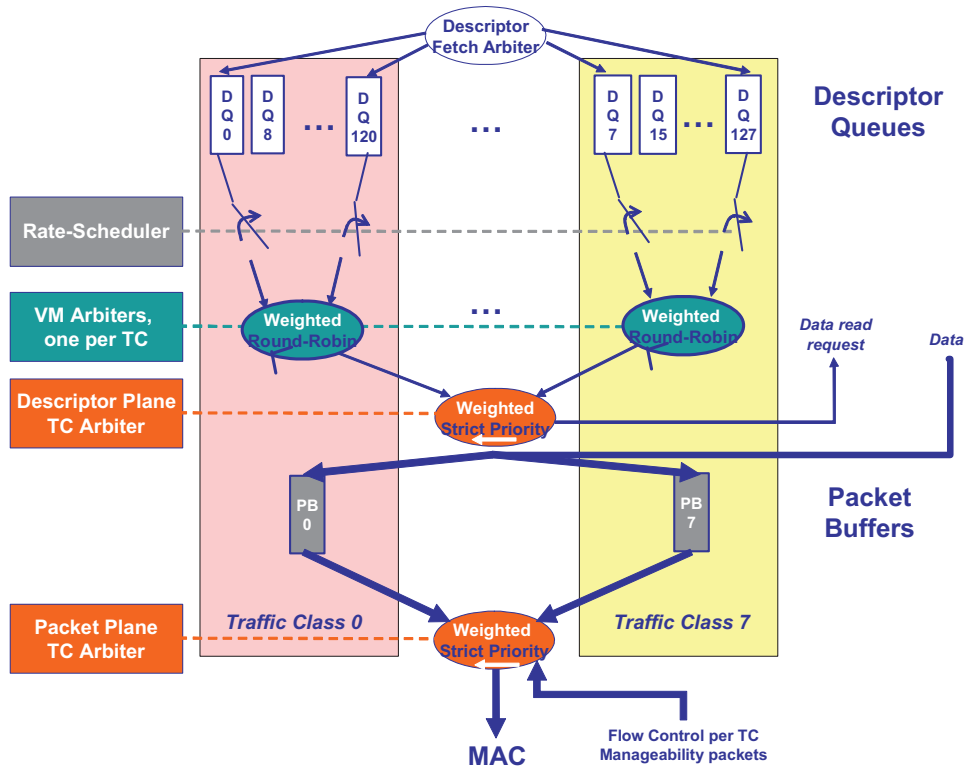 Descriptor
Fetch Arbiter
D
Q
0
D
Q
8
...
D
Q
120
...
D
Q
7
D
Q
15
...
D
Q
127
Descriptor
Queues
Rate-Scheduler
VM Arbiters,
one per TC
Weighted
Round-Robin
...
Weighted
Round-Robin
Data read
request
Data
Descriptor Plane
TC Arbiter
Weighted
Strict Priority
PB
0
PB
7
Packet
Buffers
Packet Plane
TC Arbiter
Traffic Class 0
Weighted
Strict Priority
Traffic Class 7
MAC
Flow Control per TC
Manageability packets